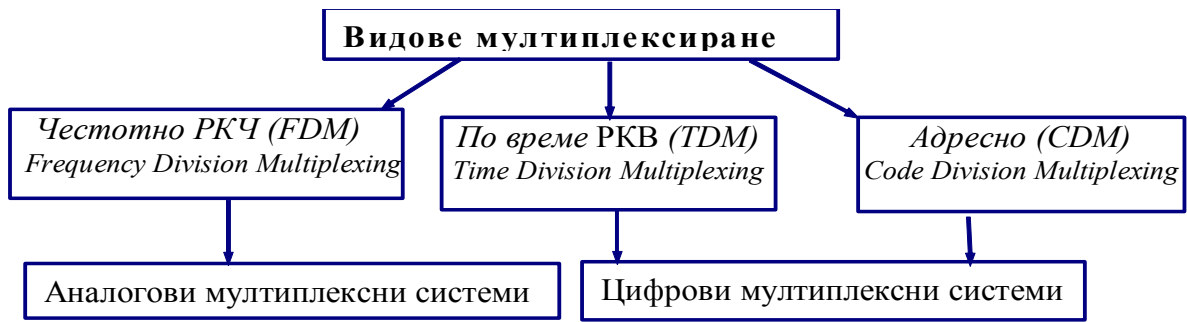 Видове мултиплексиране
Честотно РКЧ (FDM)
Frequency Division Multiplexing
По време РКВ (TDM)
Time Division Multiplexing
Адресно (CDM)
Code Division Multiplexing
Аналогови мултиплексни системи
Цифрови мултиплексни системи